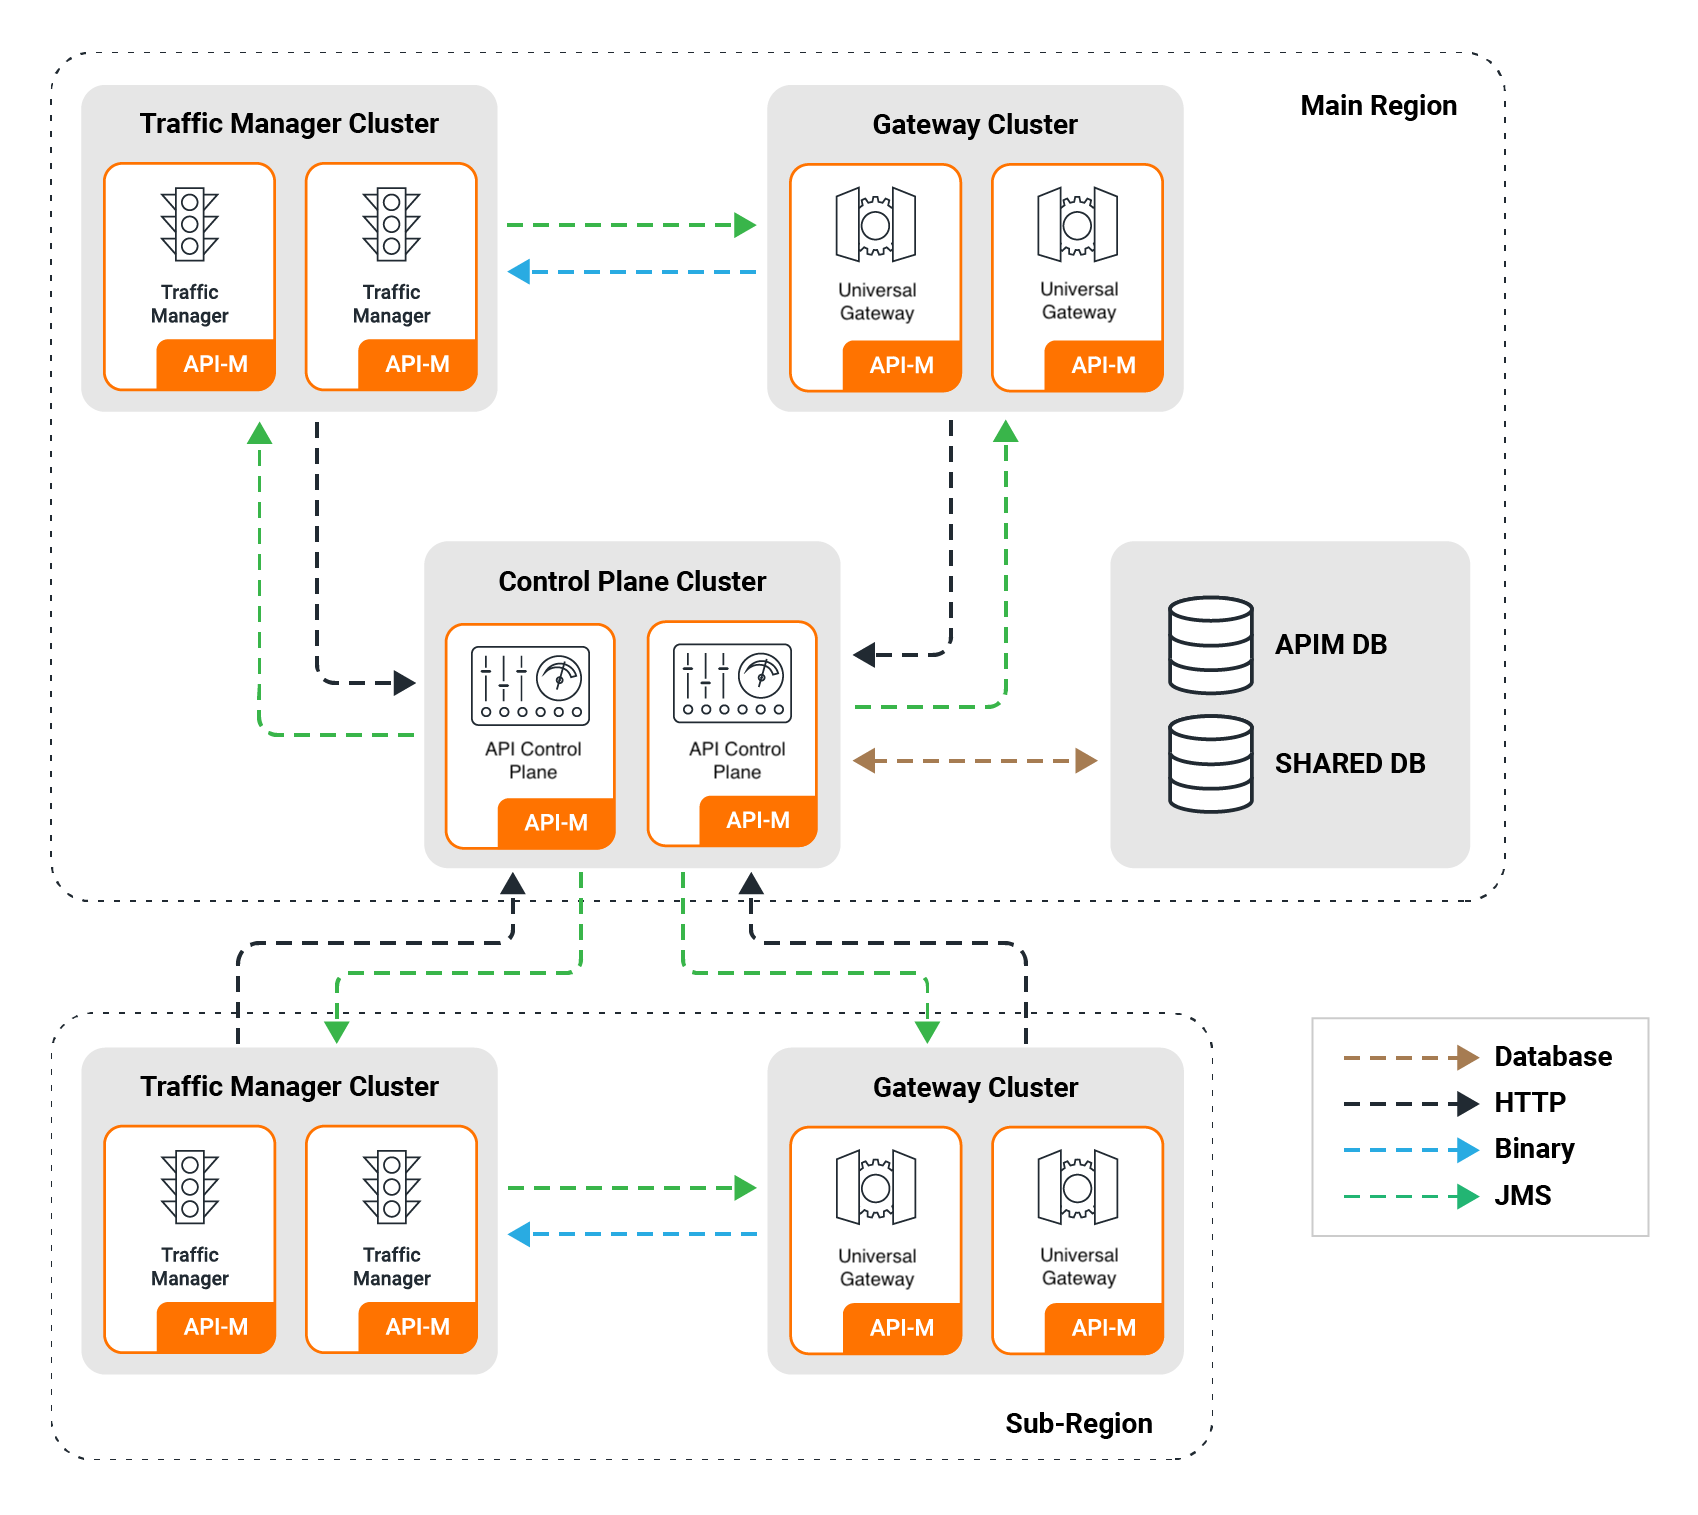 Main Region
Traffic Manager Cluster
Traffic
Manager
API-M
Traffic
Manager
API-M
Gateway Cluster
Universal
Gateway
API-M
Universal
Gateway
API-M
Control Plane Cluster
API Control
Plane
API-M
API Control
Plane
API-M
APIM DB
SHARED DB
Traffic Manager Cluster
Traffic
Manager
API-M
Traffic
Manager
API-M
Gateway Cluster
Universal
Gateway
API-M
Universal
Gateway
API-M
Sub-Region
Database
HTTP
Binary
JMS